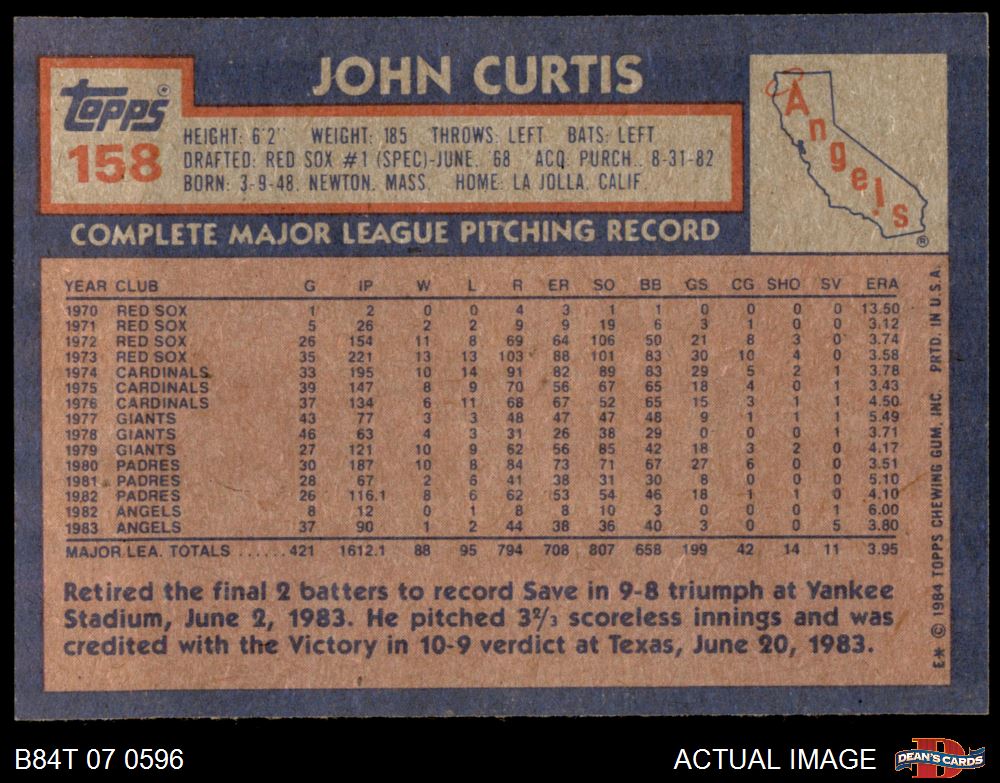 JOHN CURTIS
topps
158
HEIGHT: 6'2" WEIGHT: 185 THROWS: LEFT BATS: LEFT
DRAFTED: RED SOX #1 (SPEC)-JUNE, 68 ACQ. PURCH., 8-31-82
BORN: 3-9-48, NEWTON, MASS. HOME: LA JOLLA, CALIF.
Angels
®
COMPLETE MAJOR LEAGUE PITCHING RECORD
YEAR CLUB G IP W L R ER SO BB GS CG SHO SV ERA
1970 RED SOX 1 2 0 0 4 3 1 1 0 0 0 0 13.50
1971 RED SOX 5 26 2 2 9 9 19 6 3 1 0 0 3.12
1972 RED SOX 26 154 11 8 69 64 106 50 21 8 3 0 3.74
1973 RED SOX 35 221 13 13 103 88 101 83 30 10 4 0 3.58
1974 CARDINALS 33 195 10 14 91 82 89 83 29 5 2 1 3.78
1975 CARDINALS 39 147 8 9 70 56 67 65 18 4 0 1 3.43
1976 CARDINALS 37 134 6 11 68 67 52 65 15 3 1 1 4.50
1977 GIANTS 43 77 3 3 48 47 47 48 9 1 1 1 5.49
1978 GIANTS 46 63 4 3 31 26 38 29 0 0 0 1 3.71
1979 GIANTS 27 121 10 9 62 56 85 42 18 3 2 0 4.17
1980 PADRES 30 187 10 8 84 73 71 67 27 6 0 0 3.51
1981 PADRES 28 67 2 6 41 38 31 30 8 0 0 0 5.10
1982 PADRES 26 116.1 8 6 62 53 54 46 18 1 1 0 4.10
1982 ANGELS 8 12 0 1 8 8 10 3 0 0 0 1 6.00
1983 ANGELS 37 90 1 2 44 38 36 40 3 0 0 5 3.80
MAJOR LEA. TOTALS ...... 421 1612.1 88 95 794 708 807 658 199 42 14 11 3.95
Retired the final 2 batters to record Save in 9-8 triumph at Yankee
Stadium, June 2, 1983. He pitched 3⅔ scoreless innings and was
credited with the Victory in 10-9 verdict at Texas, June 20, 1983.
E* © 1984 TOPPS CHEWING GUM, INC. PRTD. IN U.S.A.
B84T 07 0596
ACTUAL IMAGE
DEAN'S CARDS